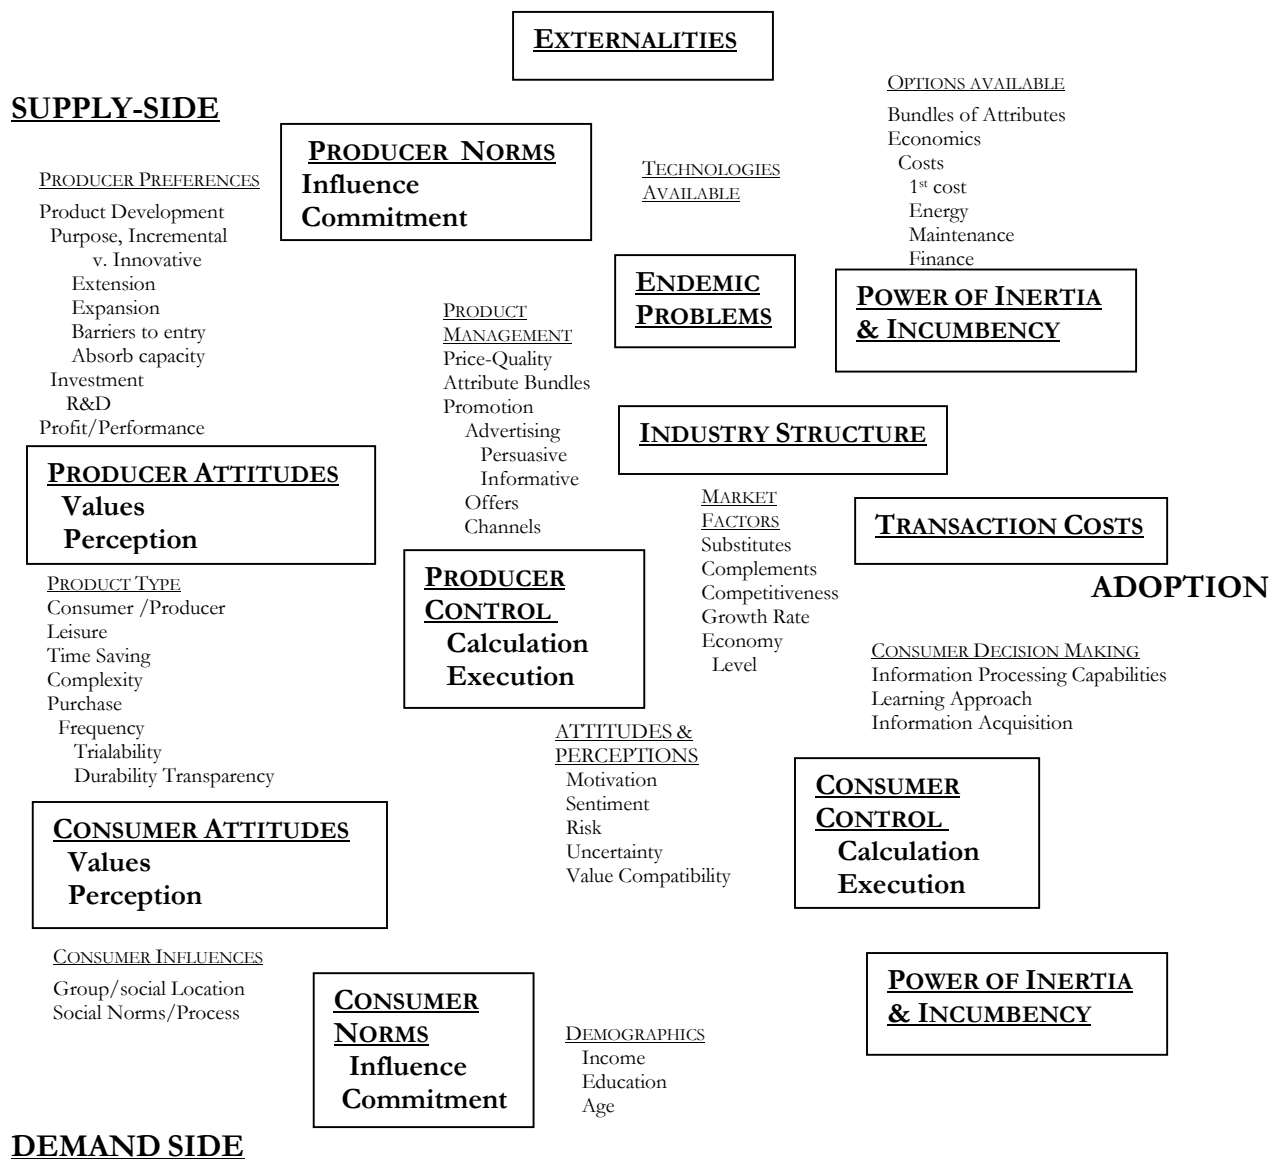 EXTERNALITIES
SUPPLY-SIDE
OPTIONS AVAILABLE
Bundles of Attributes
Economics
Costs
1st cost
Energy
Maintenance
Finance
PRODUCER NORMS
Influence
Commitment
TECHNOLOGIES
AVAILABLE
PRODUCER PREFERENCES
Product Development
Purpose, Incremental
v. Innovative
Extension
Expansion
Barriers to entry
Absorb capacity
Investment
R&D
Profit/Performance
ENDEMIC
PROBLEMS
POWER OF INERTIA
& INCUMBENCY
PRODUCT
MANAGEMENT
Price-Quality
Attribute Bundles
Promotion
Advertising
Persuasive
Informative
Offers
Channels
INDUSTRY STRUCTURE
PRODUCER ATTITUDES
Values
Perception
MARKET
FACTORS
Substitutes
Complements
Competitiveness
Growth Rate
Economy
Level
TRANSACTION COSTS
ADOPTION
PRODUCER
CONTROL
Calculation
Execution
PRODUCT TYPE
Consumer /Producer
Leisure
Time Saving
Complexity
Purchase
Frequency
Trialability
Durability Transparency
CONSUMER DECISION MAKING
Information Processing Capabilities
Learning Approach
Information Acquisition
ATTITUDES &
PERCEPTIONS
Motivation
Sentiment
Risk
Uncertainty
Value Compatibility
CONSUMER
CONTROL
Calculation
Execution
CONSUMER ATTITUDES
Values
Perception
CONSUMER INFLUENCES
Group/social Location
Social Norms/Process
CONSUMER
NORMS
Influence
Commitment
DEMOGRAPHICS
Income
Education
Age
POWER OF INERTIA
& INCUMBENCY
DEMAND SIDE